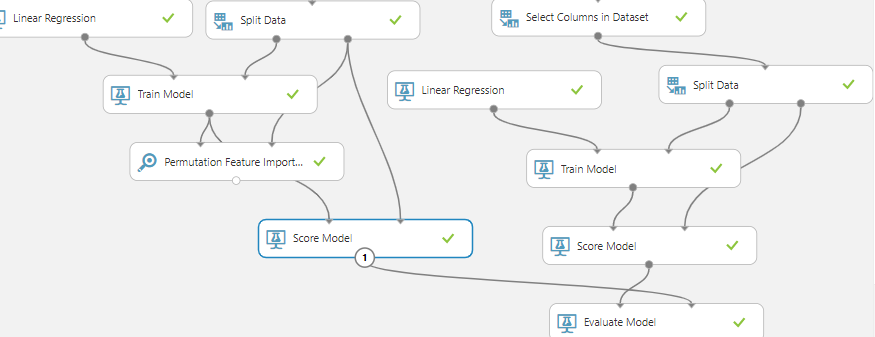 Linear Regression
Split Data
Select Columns in Dataset
Train Model
Linear Regression
Split Data
Permutation Feature Import...
Train Model
Score Model
1
Score Model
Evaluate Model